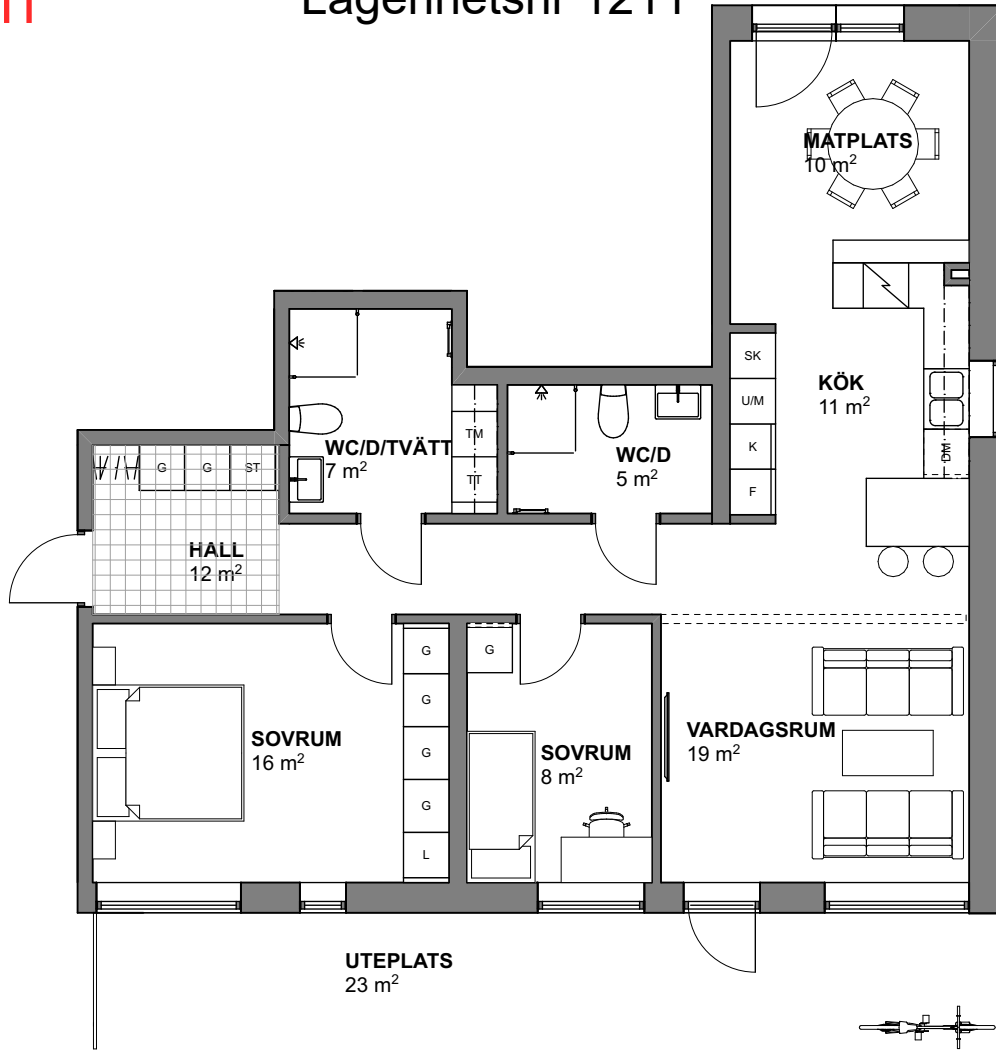 Lägenhetsnr 1211
MATPLATS
10 m²
SK
U/M
K
F
KÖK
11 m²
DM
WC/D/TVÄTT
7 m²
TM
TT
WC/D
5 m²
G
G
ST
HALL
12 m²
SOVRUM
16 m²
G
G
G
G
L
G
SOVRUM
8 m²
VARDAGSRUM
19 m²
UTEPLATS
23 m²